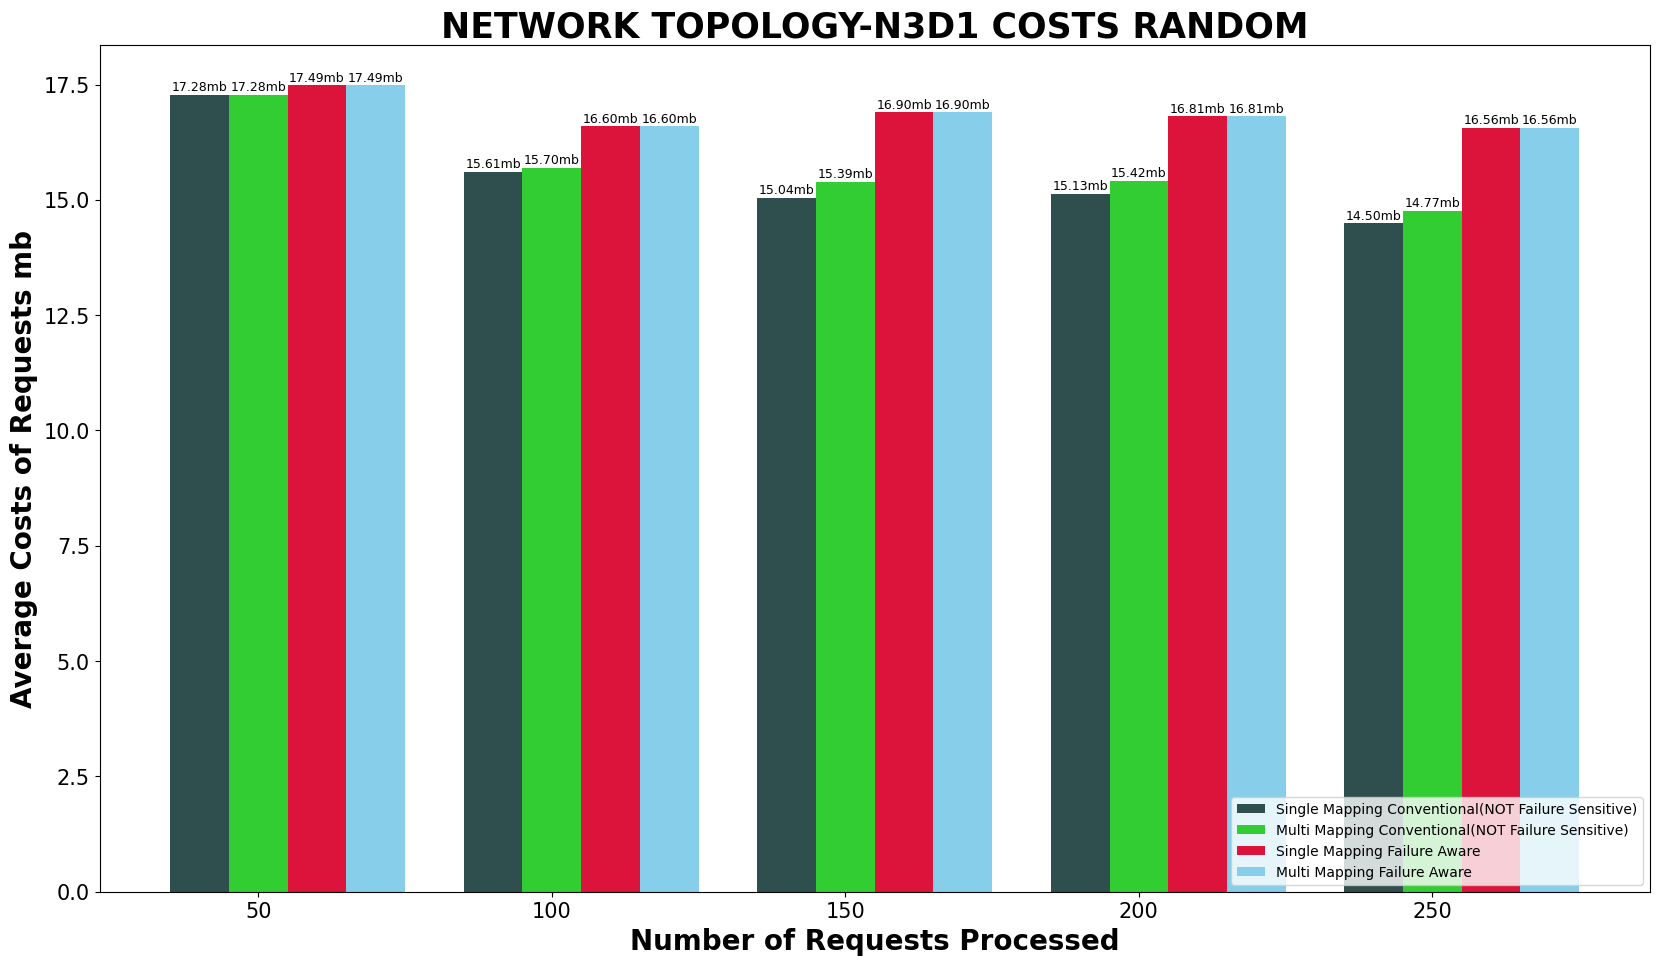 NETWORK TOPOLOGY-N3D1 COSTS RANDOM
Average Costs of Requests mb
17.5
15.0
12.5
10.0
7.5
5.0
2.5
0.0
17.28mb 17.28mb 17.49mb 17.49mb
15.61mb 15.70mb 16.60mb 16.60mb
15.04mb 15.39mb 16.90mb 16.90mb
15.13mb 15.42mb 16.81mb 16.81mb
14.50mb 14.77mb 16.56mb 16.56mb
Single Mapping Conventional(NOT Failure Sensitive)
Multi Mapping Conventional(NOT Failure Sensitive)
Single Mapping Failure Aware
Multi Mapping Failure Aware
50 100 150 200 250
Number of Requests Processed